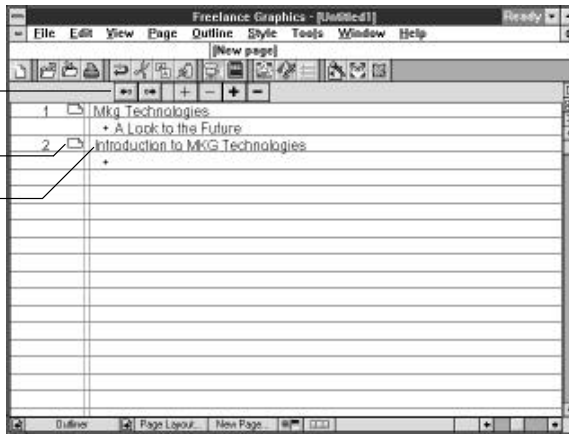 Freelance Graphics - [Untitled1] Ready
File Edit View Page Outline Style Tools Window Help
[New page]
1 Mkg Technologies
• A Look to the Future
2 Introduction to MKG Technologies
•
Outliner Page Layout... New Page...